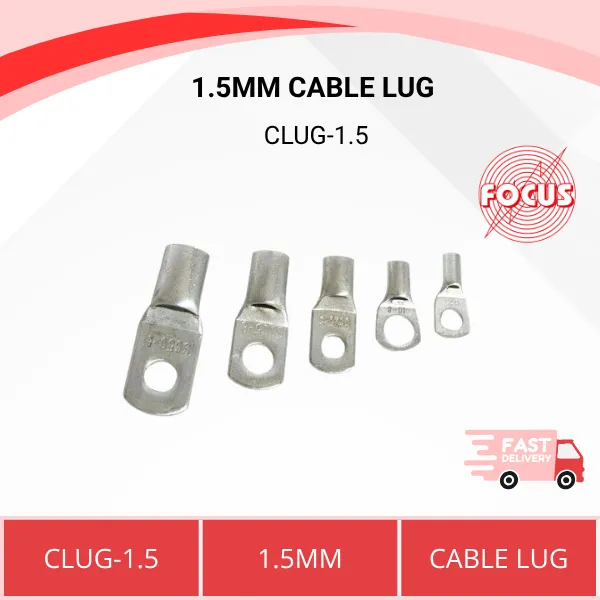 1.5MM CABLE LUG
CLUG-1.5
FOCUS
FAST
DELIVERY
CLUG-1.5
1.5MM
CABLE LUG